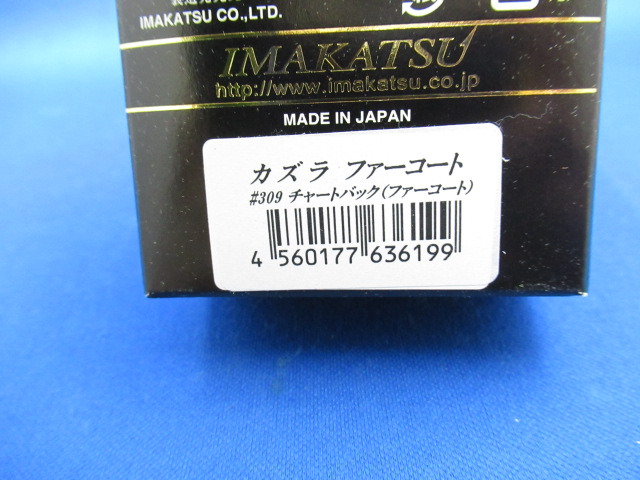 IMAKATSU CO.,LTD.
IMAKATSU
http://www.imakatsu.co.jp
MADE IN JAPAN
カズラ ファーコート
#309 チャートバック(ファーコート)
4 560177 636199